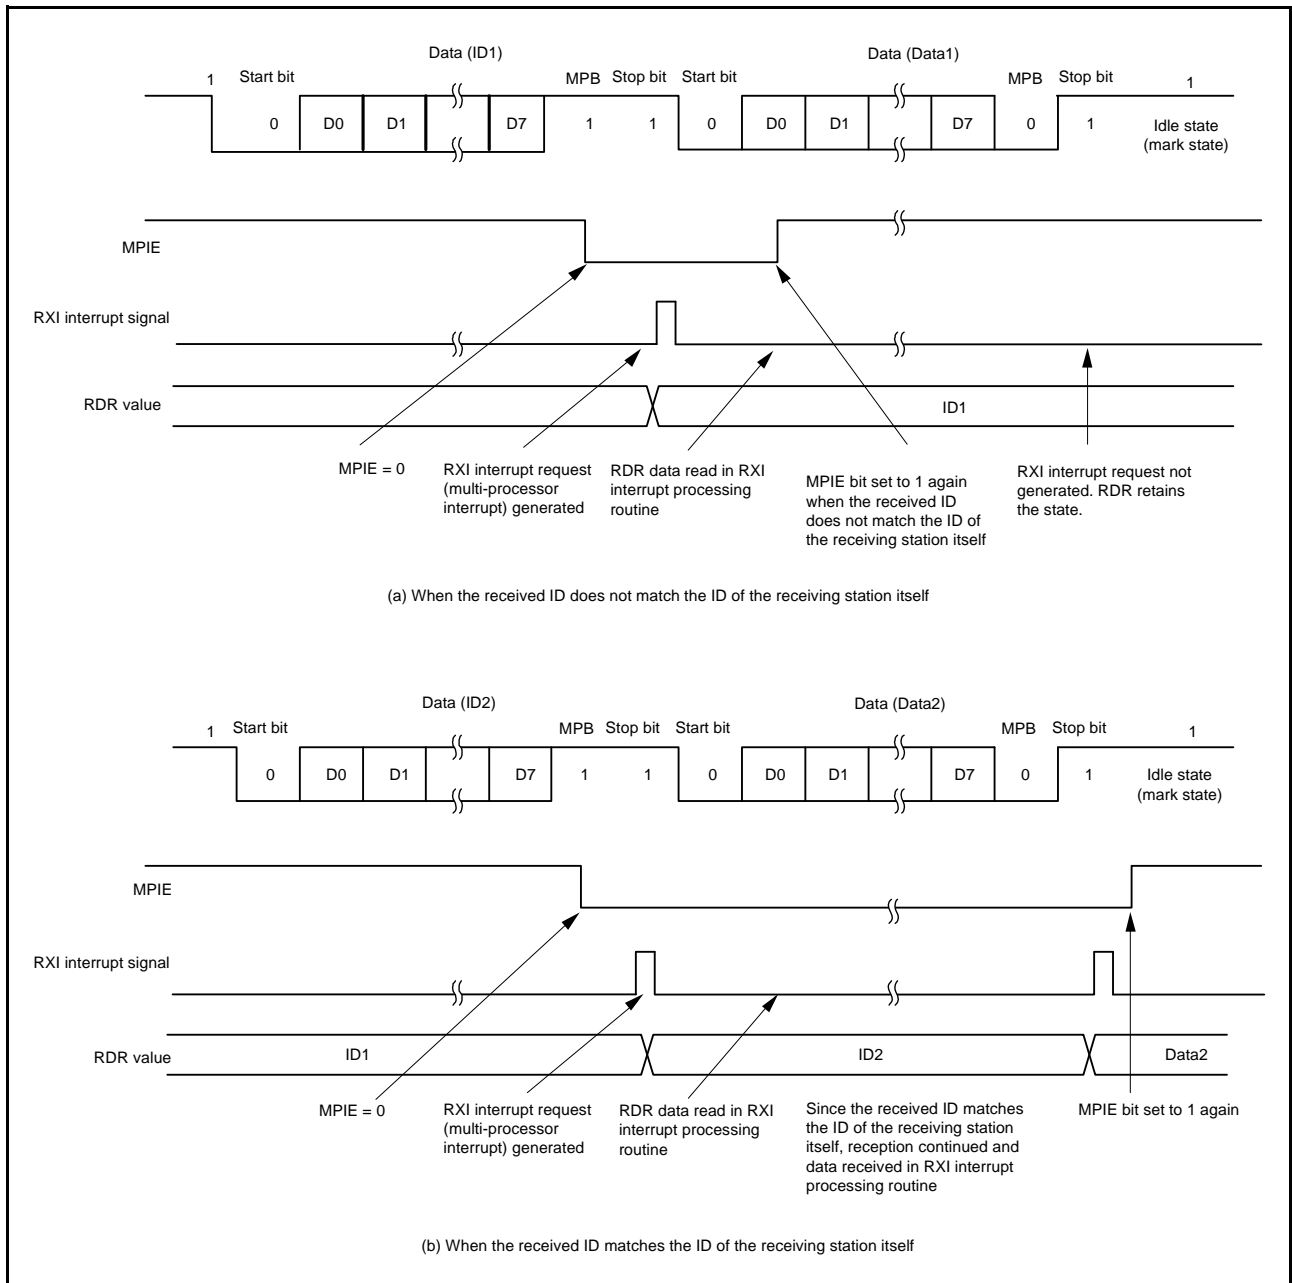 Data (ID1) Data (Data1)
1 Start bit MPB Stop bit Start bit MPB Stop bit 1
0 D0 D1 D7 1 1 0 D0 D1 D7 0 1 Idle state
(mark state)
MPIE
RXI interrupt signal
RDR value ID1
MPIE = 0
RXI interrupt request
(multi-processor
interrupt) generated
RDR data read in RXI
interrupt processing
routine
MPIE bit set to 1 again
when the received ID
does not match the ID of
the receiving station itself
RXI interrupt request not
generated. RDR retains
the state.
(a) When the received ID does not match the ID of the receiving station itself
Data (ID2) Data (Data2)
1 Start bit MPB Stop bit Start bit MPB Stop bit 1
0 D0 D1 D7 1 1 0 D0 D1 D7 0 1 Idle state
(mark state)
MPIE
RXI interrupt signal
RDR value ID1 ID2 Data2
MPIE = 0
RXI interrupt request
(multi-processor
interrupt) generated
RDR data read in RXI
interrupt processing
routine
Since the received ID matches
the ID of the receiving station
itself, reception continued and
data received in RXI interrupt
processing routine
MPIE bit set to 1 again
(b) When the received ID matches the ID of the receiving station itself